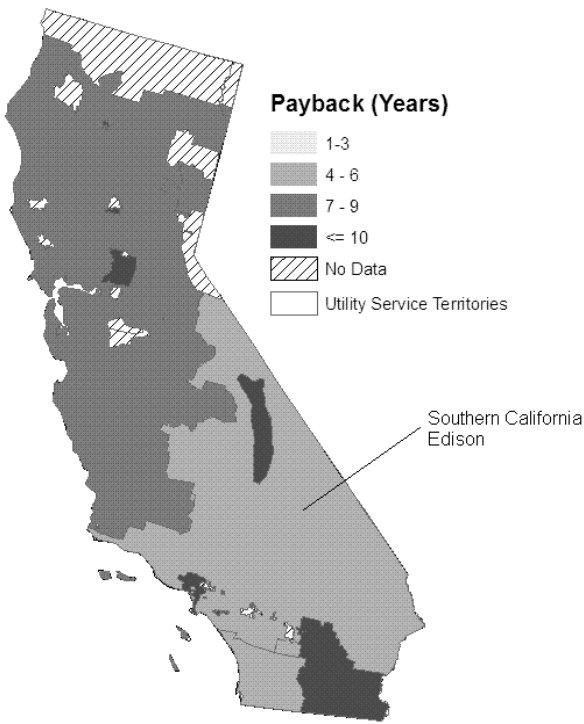 Payback (Years)
1-3
4 - 6
7 - 9
<= 10
No Data
Utility Service Territories
Southern California
Edison